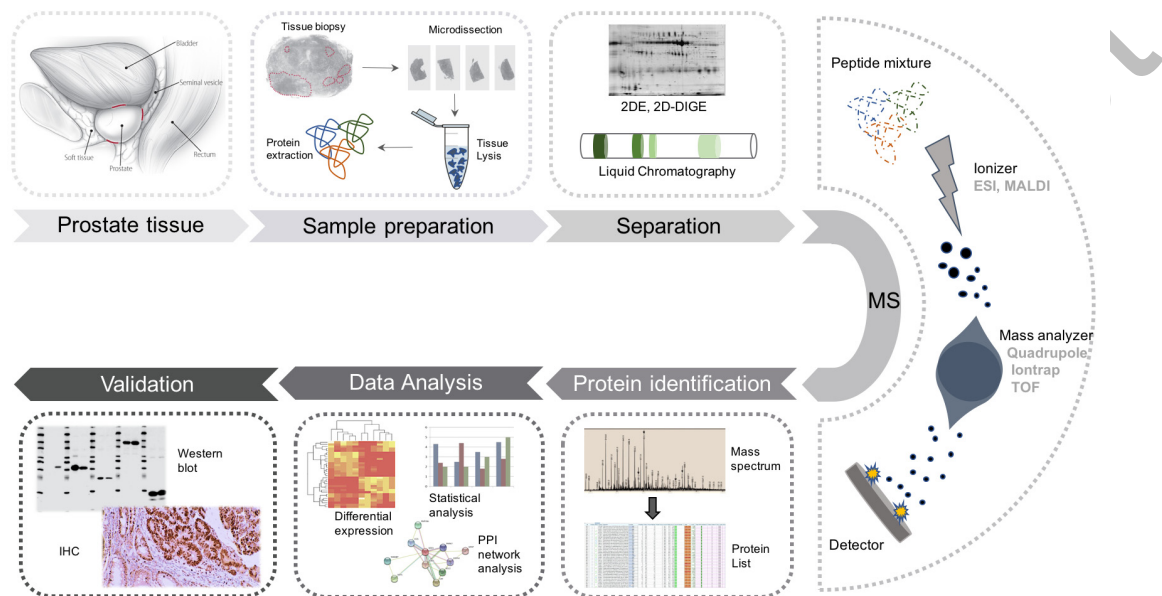 Bladder
Seminal vesicle
Soft tissue
Prostate
Rectum
Tissue biopsy
Microdissection
Protein
extraction
Tissue
Lysis
2DE, 2D-DIGE
Liquid Chromatography
Peptide mixture
Ionizer
ESI, MALDI
Prostate tissue
Sample preparation
Separation
MS
Mass analyzer
Quadrupole
Iontrap
TOF
Detector
Validation
Data Analysis
Protein identification
Western
blot
IHC
Differential
expression
Statistical
analysis
PPI
network
analysis
Mass
spectrum
Protein
List